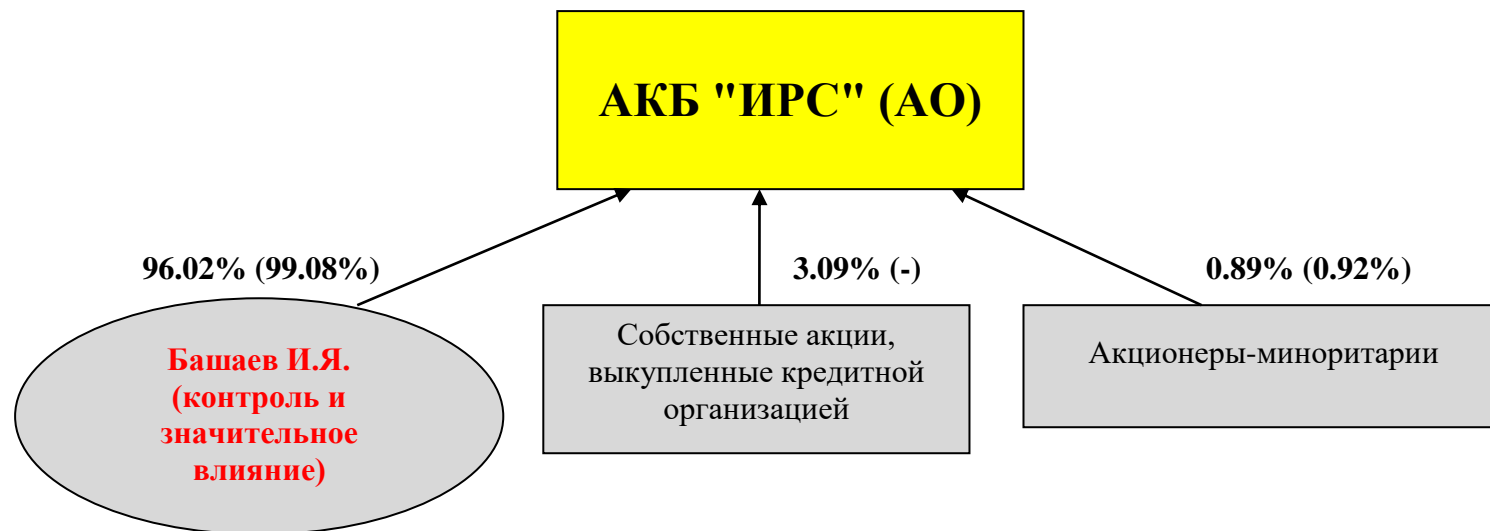 АКБ "ИРС" (АО)
96.02% (99.08%)
3.09% (-)
0.89% (0.92%)
Башаев И.Я.
(контроль и
значительное
влияние)
Собственные акции,
выкупленные кредитной
организацией
Акционеры-миноритарии